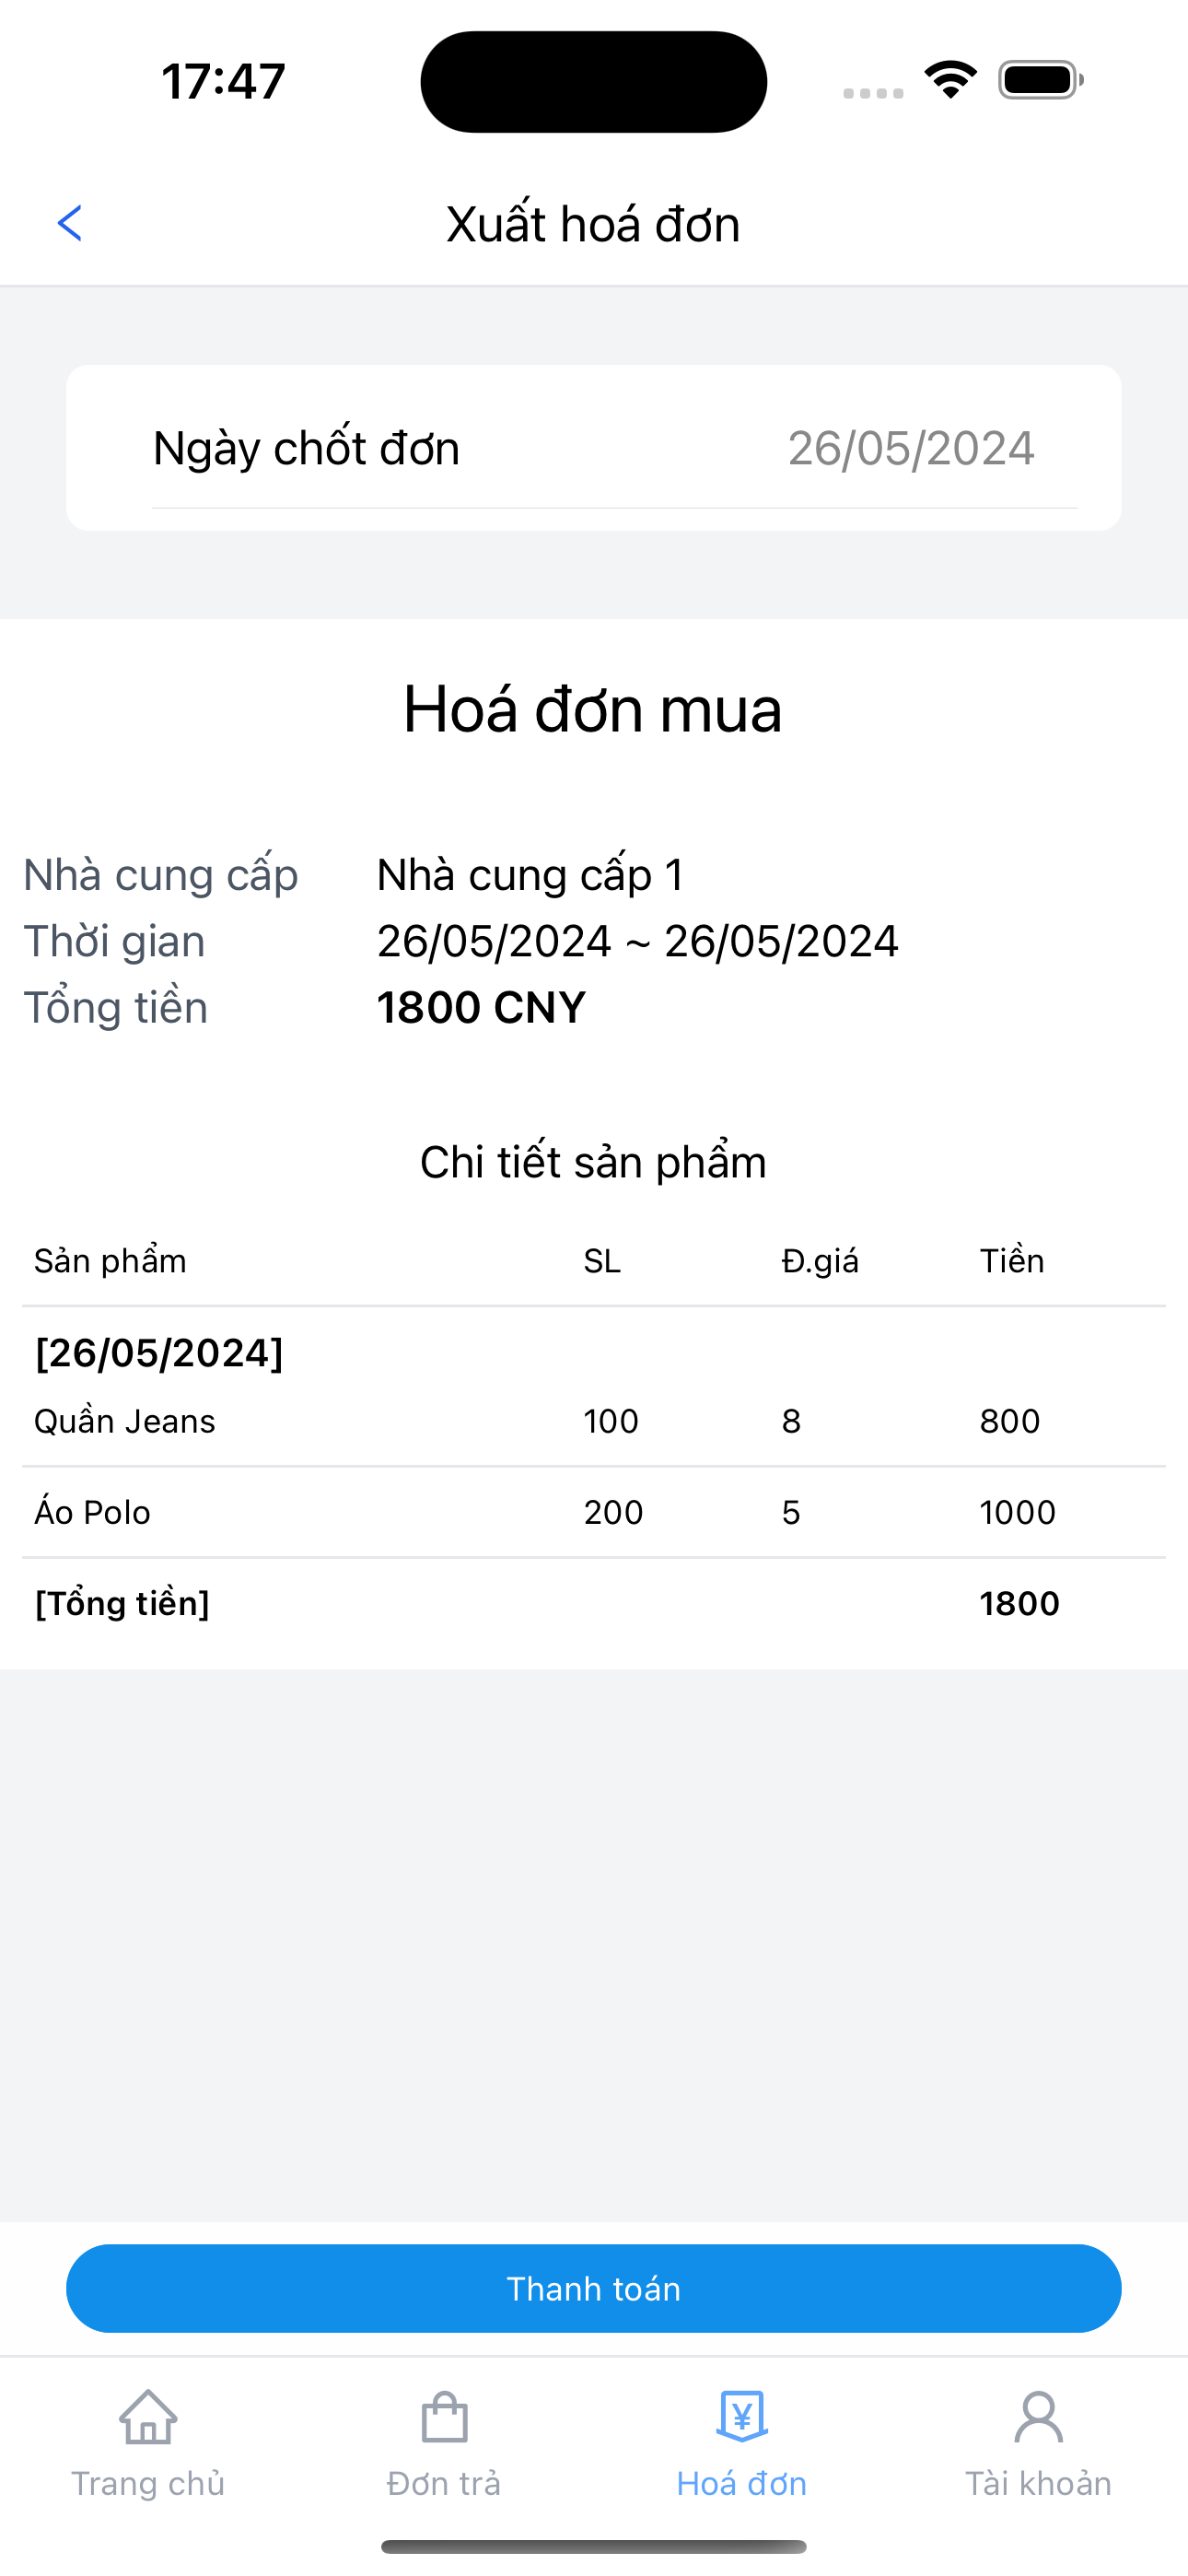 17:47
Xuất hoá đơn
Ngày chốt đơn 26/05/2024
Hoá đơn mua
Nhà cung cấp Nhà cung cấp 1
Thời gian 26/05/2024 ~ 26/05/2024
Tổng tiền 1800 CNY
Chi tiết sản phẩm
Sản phẩm SL Đ.giá Tiền
[26/05/2024]
Quần Jeans 100 8 800
Áo Polo 200 5 1000
[Tổng tiền] 1800
Thanh toán
Trang chủ Đơn trả Hoá đơn Tài khoản